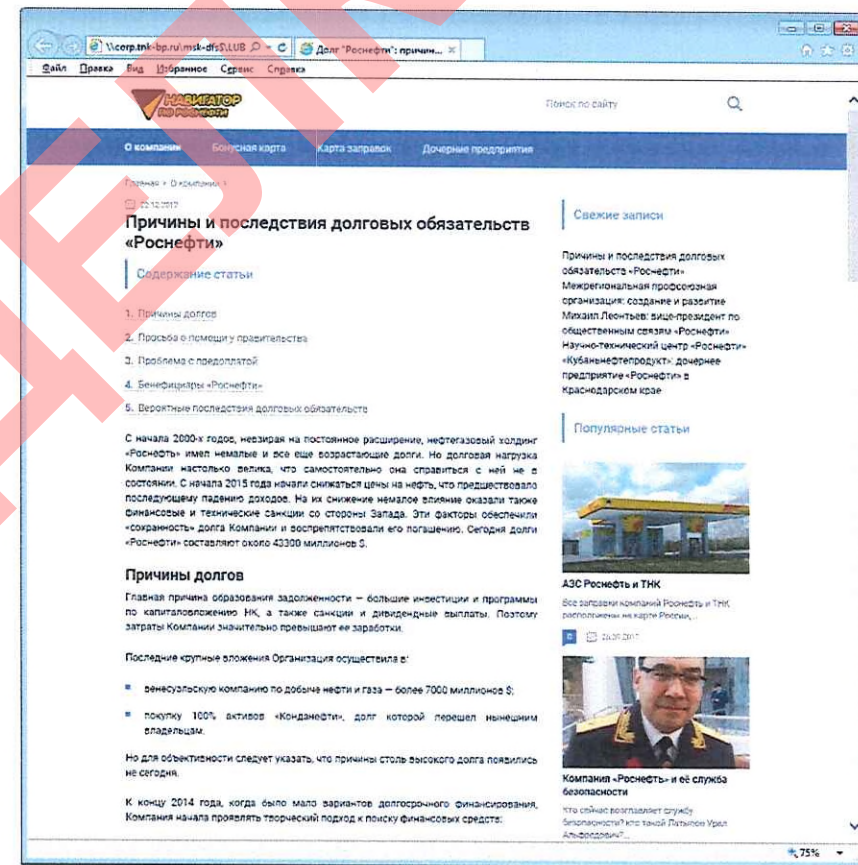 \\corp.tnk-bp.ru\msk-dfs$\LUB
Долг "Роснефти": причин...
Файл Правка Вид Избранное Сервис Справка
НАВИГАТОР
ПО РОСНЕФТИ
Поиск по сайту
О компании Бонусная карта Карта заправок Дочерние предприятия
Главная > О компании >
22.12.2017
Причины и последствия долговых обязательств
«Роснефти»
Содержание статьи
1. Причины долгов
2. Просьба о помощи у правительства
3. Проблема с предоплатой
4. Бенефициары «Роснефти»
5. Вероятные последствия долговых обязательств
С начала 2000-х годов, невзирая на постоянное расширение, нефтегазовый холдинг
«Роснефть» имел немалые и все еще возрастающие долги. Но долговая нагрузка
Компании настолько велика, что самостоятельно она справиться с ней не в
состоянии. С начала 2015 года начали снижаться цены на нефть, что предшествовало
последующему падению доходов. На их снижение немалое влияние оказали также
финансовые и технические санкции со стороны Запада. Эти факторы обеспечили
«сохранность» долга Компании и воспрепятствовали его погашению. Сегодня долги
«Роснефти» составляют около 43300 миллионов $.
Причины долгов
Главная причина образования задолженности — большие инвестиции и программы
по капиталовложению НК, а также санкции и дивидендные выплаты. Поэтому
затраты Компании значительно превышают ее заработки.
Последние крупные вложения Организация осуществила в:
венесуэльскую компанию по добыче нефти и газа — более 7000 миллионов $;
покупку 100% активов «Конданефти», долг которой перешел нынешним
владельцам.
Но для объективности следует указать, что причины столь высокого долга появились
не сегодня.
К концу 2014 года, когда было мало вариантов долгосрочного финансирования,
Компания начала проявлять творческий подход к поиску финансовых средств:
Свежие записи
Причины и последствия долговых
обязательств «Роснефти»
Межрегиональная профсоюзная
организация: создание и развитие
Михаил Леонтьев: вице-президент по
общественным связям «Роснефти»
Научно-технический центр «Роснефти»
«Кубаньнефтепродукт»: дочернее
предприятие «Роснефти» в
Краснодарском крае
Популярные статьи
АЗС Роснефть и ТНК
Все заправки компаний Роснефть и ТНК
расположены на карте России,...
Компания «Роснефть» и её служба
безопасности
Кто сейчас возглавляет службу
безопасности? Кто такой Латыпов Урал
Альфредович?...
75%